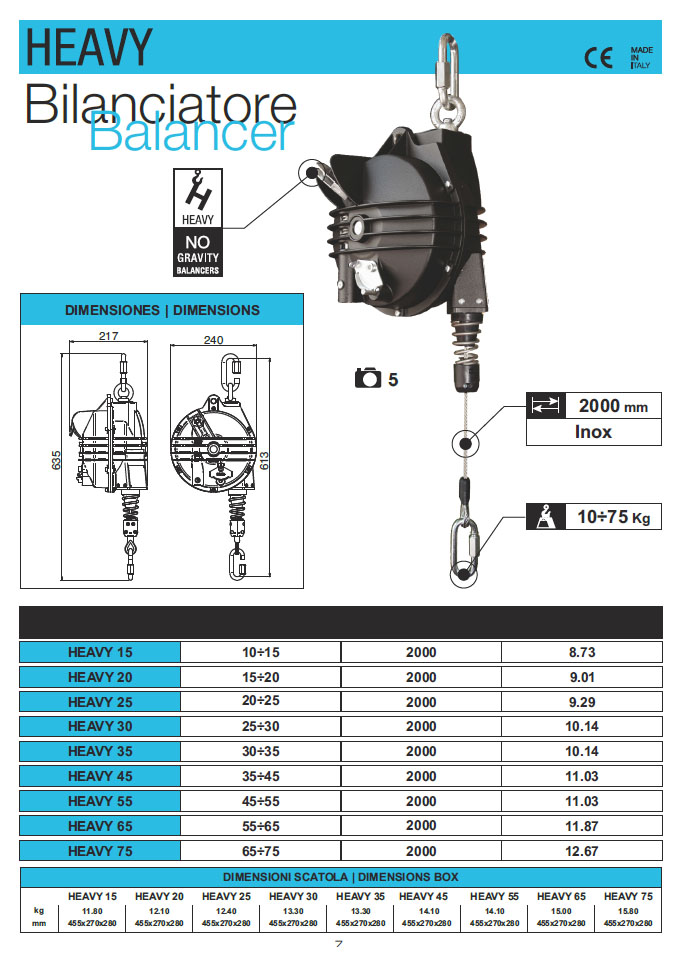 HEAVY
MADE
IN
ITALY
Bilanciatore
Balancer
HEAVY
NO
GRAVITY
BALANCERS
DIMENSIONES | DIMENSIONS
217
240
635
613
5
2000 mm
Inox
10÷75 Kg
HEAVY 15 10÷15 2000 8.73
HEAVY 20 15÷20 2000 9.01
HEAVY 25 20÷25 2000 9.29
HEAVY 30 25÷30 2000 10.14
HEAVY 35 30÷35 2000 10.14
HEAVY 45 35÷45 2000 11.03
HEAVY 55 45÷55 2000 11.03
HEAVY 65 55÷65 2000 11.87
HEAVY 75 65÷75 2000 12.67
DIMENSIONI SCATOLA | DIMENSIONS BOX
HEAVY 15 HEAVY 20 HEAVY 25 HEAVY 30 HEAVY 35 HEAVY 45 HEAVY 55 HEAVY 65 HEAVY 75
kg 11.80 12.10 12.40 13.30 13.30 14.10 14.10 15.00 15.80
mm 455x270x280 455x270x280 455x270x280 455x270x280 455x270x280 455x270x280 455x270x280 455x270x280 455x270x280
7